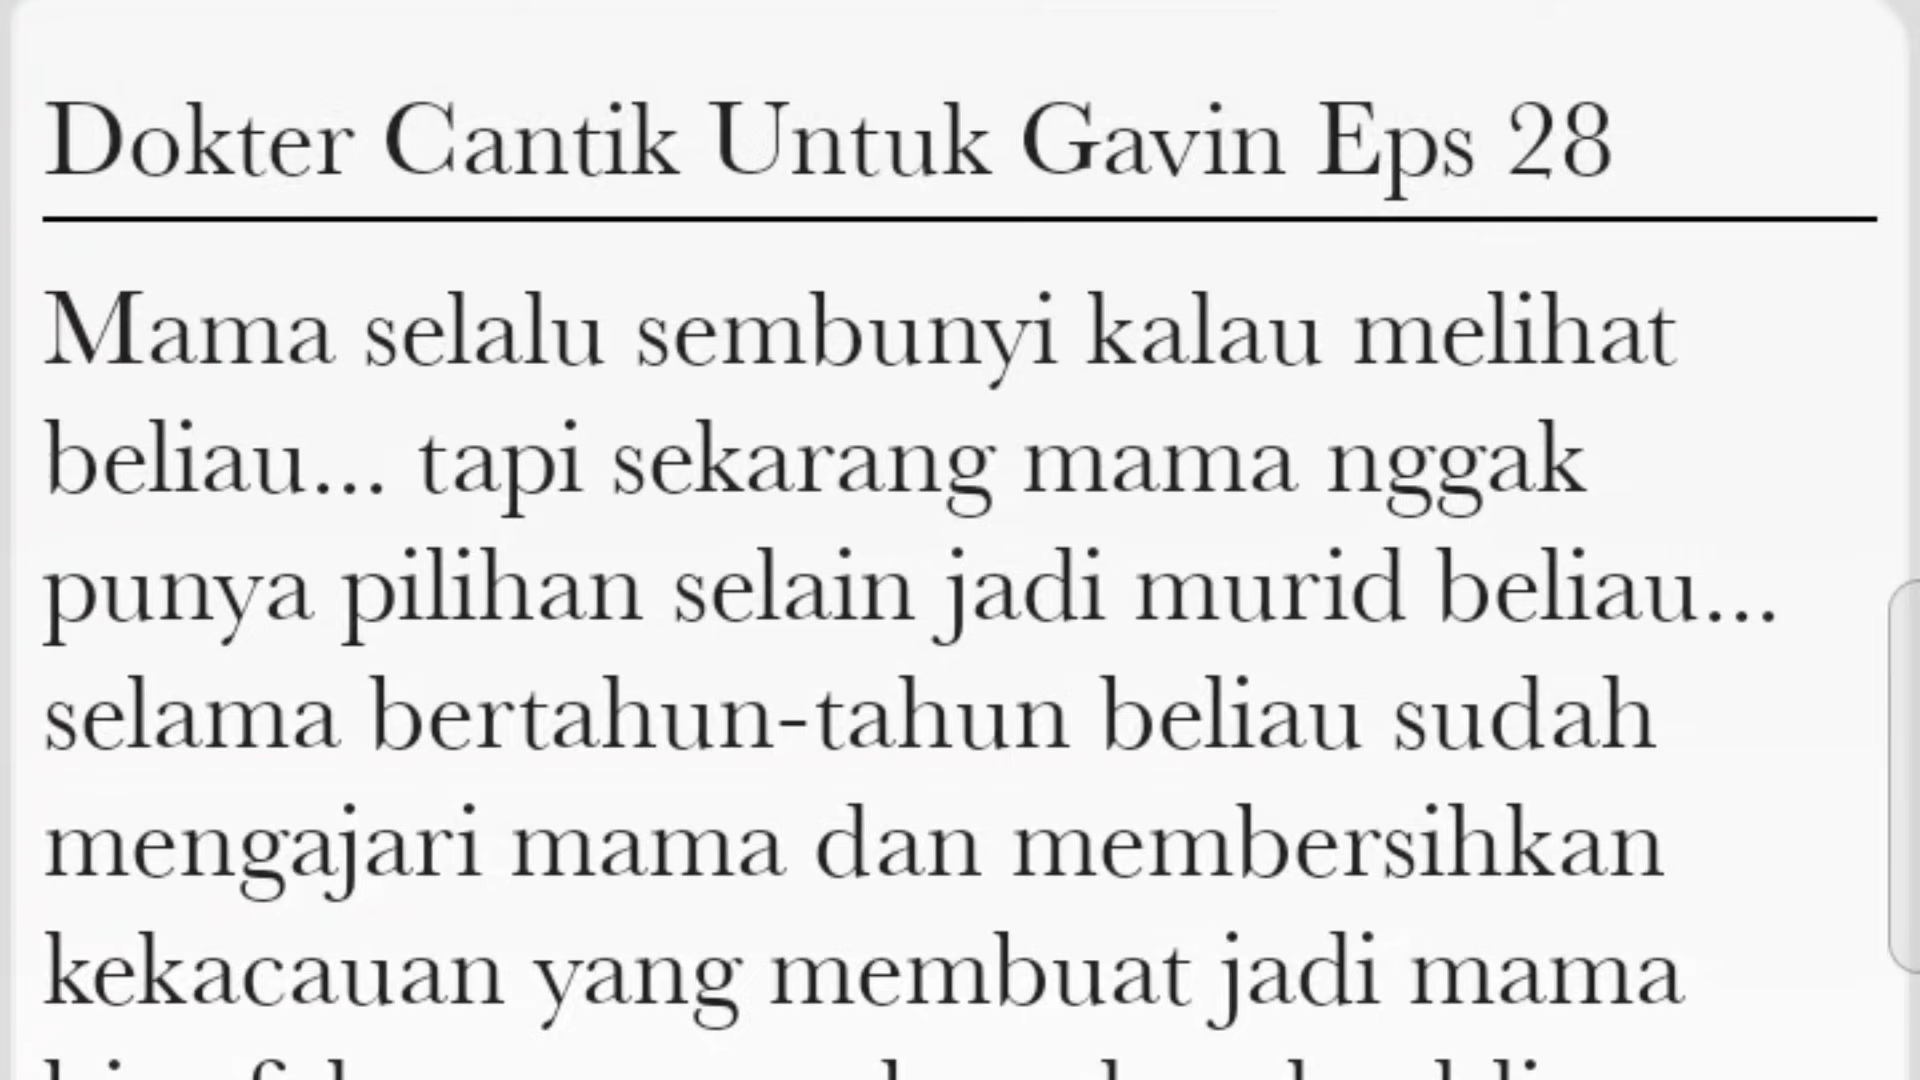 Dokter Cantik Untuk Gavin Eps 28
Mama selalu sembunyi kalau melihat
beliau... tapi sekarang mama nggak
punya pilihan selain jadi murid beliau...
selama bertahun-tahun beliau sudah
mengajari mama dan membersihkan
kekacauan yang membuat jadi mama